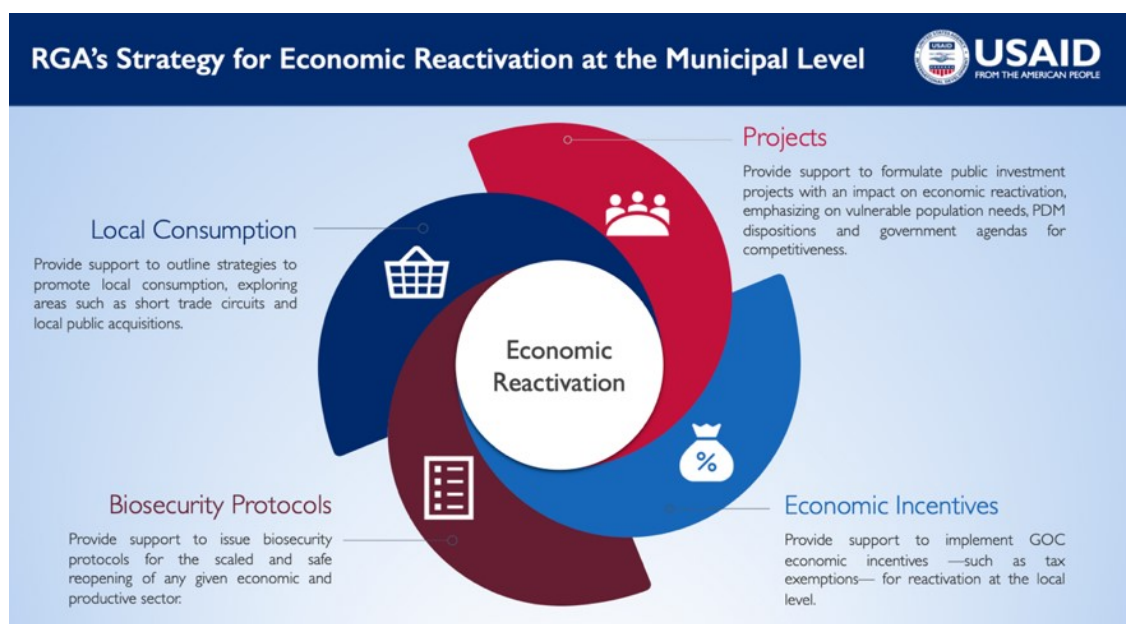 RGA's Strategy for Economic Reactivation at the Municipal Level
USAID
USAID
FROM THE AMERICAN PEOPLE
Projects
Provide support to formulate public investment
projects with an impact on economic reactivation,
emphasizing on vulnerable population needs, PDM
dispositions and government agendas for
competitiveness.
Local Consumption
Provide support to outline strategies to
promote local consumption, exploring
areas such as short trade circuits and
local public acquisitions.
Economic
Reactivation
%
Biosecurity Protocols
Provide support to issue biosecurity
protocols for the scaled and safe
reopening of any given economic and
productive sector.
Economic Incentives
Provide support to implement GOC
economic incentives —such as tax
exemptions— for reactivation at the local
level.